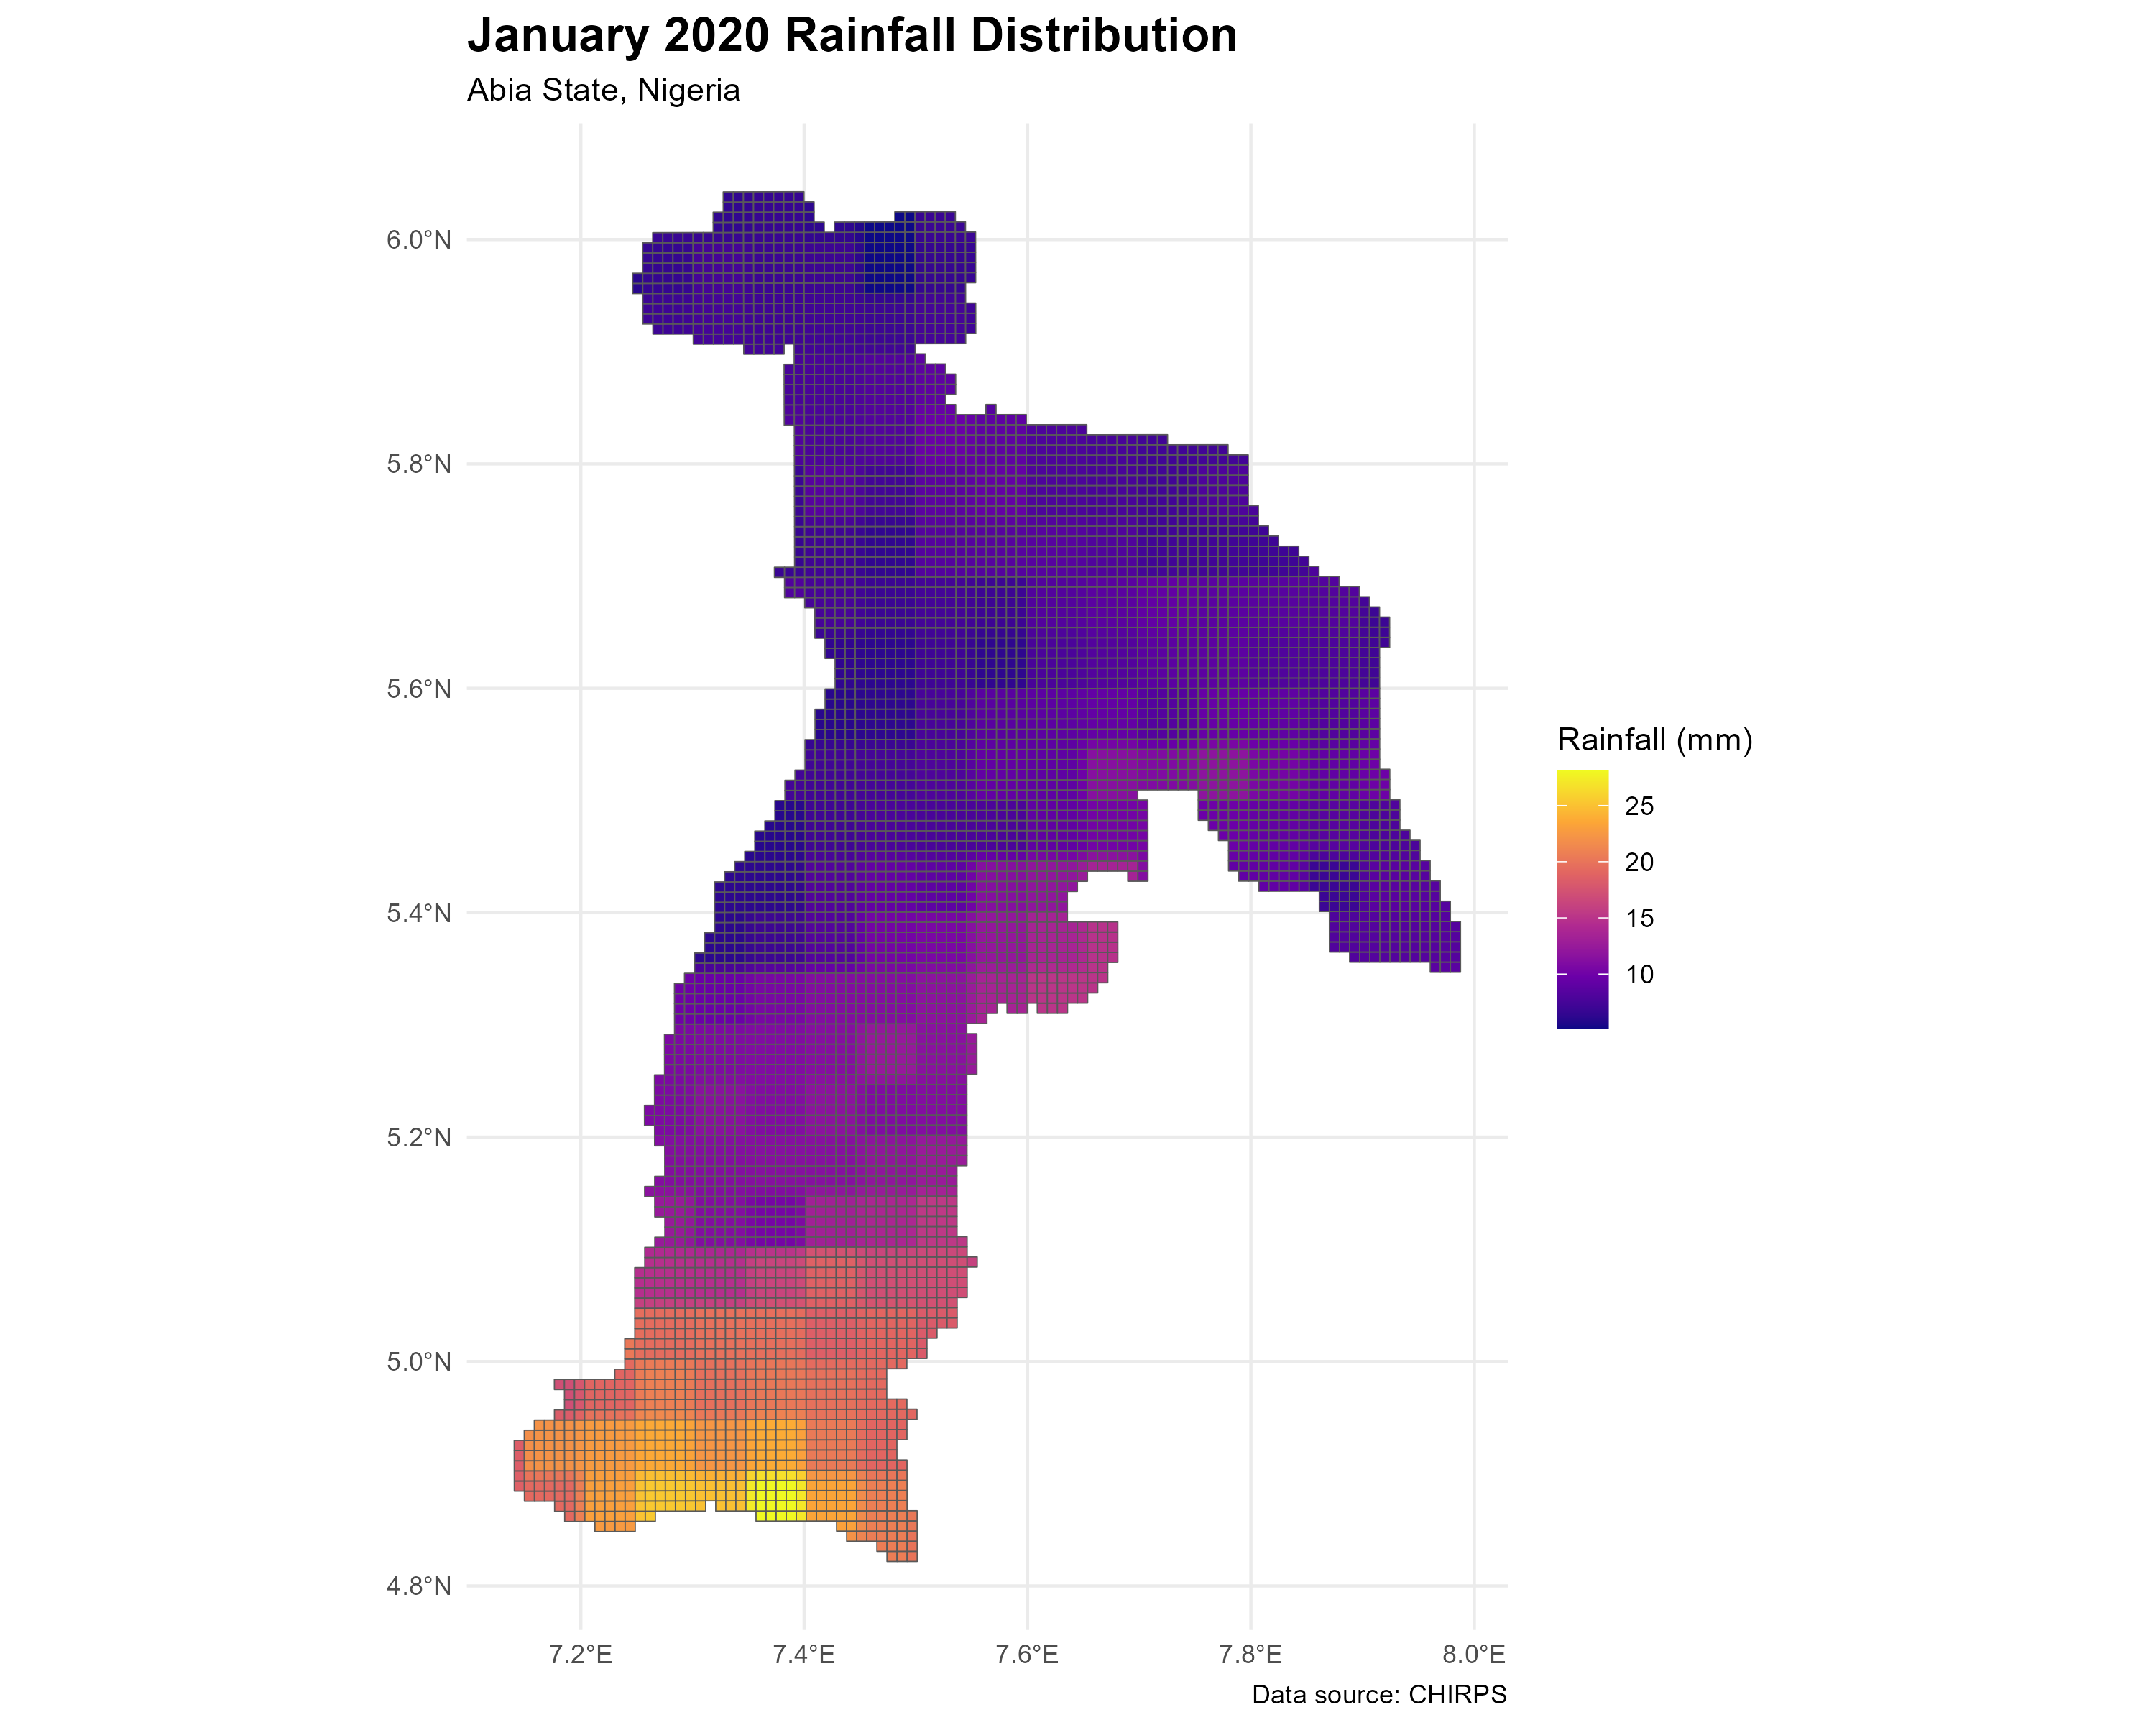 January 2020 Rainfall Distribution
Abia State, Nigeria
6.0°N
5.8°N
5.6°N
5.4°N
5.2°N
5.0°N
4.8°N
7.2°E 7.4°E 7.6°E 7.8°E 8.0°E
Rainfall (mm)
25
20
15
10
Data source: CHIRPS